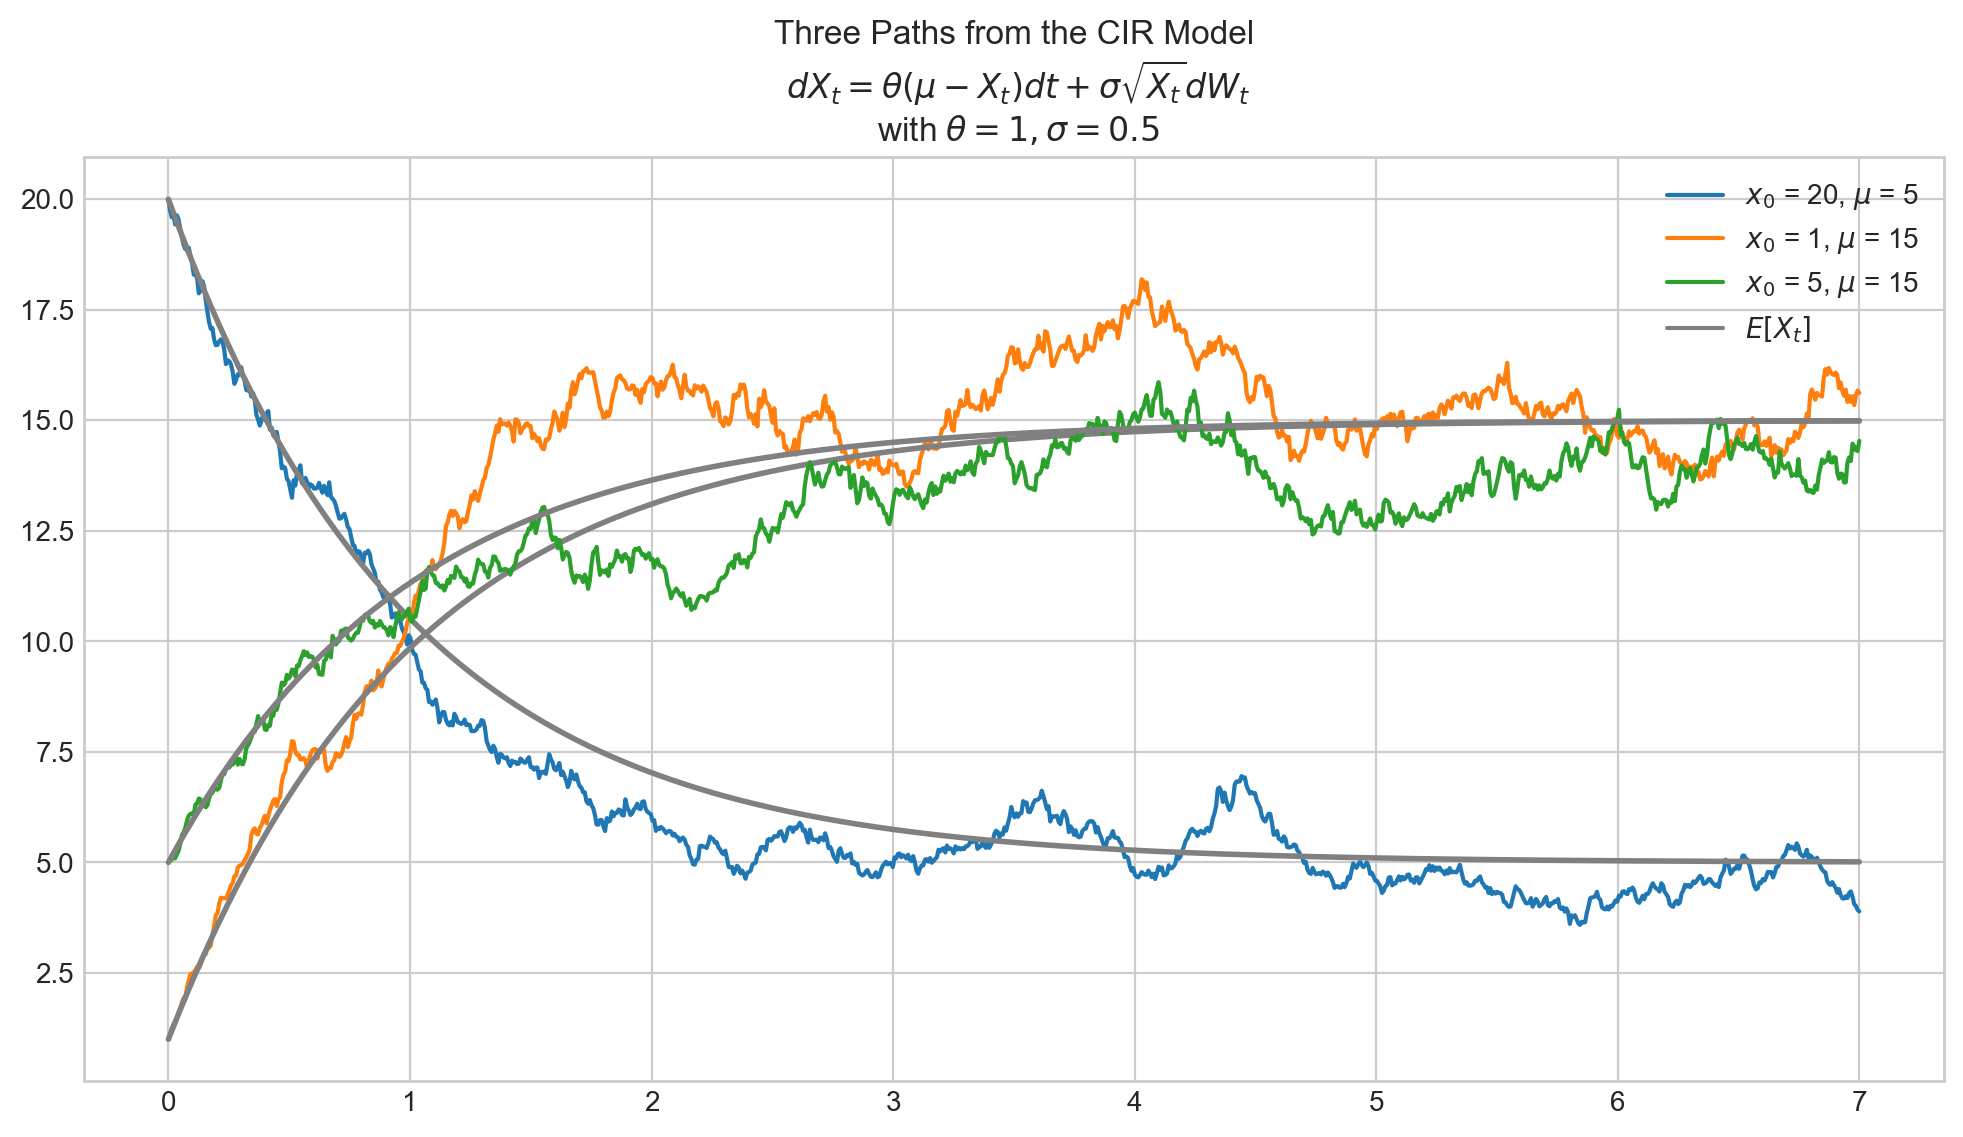 Three Paths from the CIR Model
dX_t = θ(μ − X_t)dt + σ√X_t dW_t
with θ = 1, σ = 0.5
x_0 = 20, μ = 5
x_0 = 1, μ = 15
x_0 = 5, μ = 15
E[X_t]
20.0
17.5
15.0
12.5
10.0
7.5
5.0
2.5
0 1 2 3 4 5 6 7